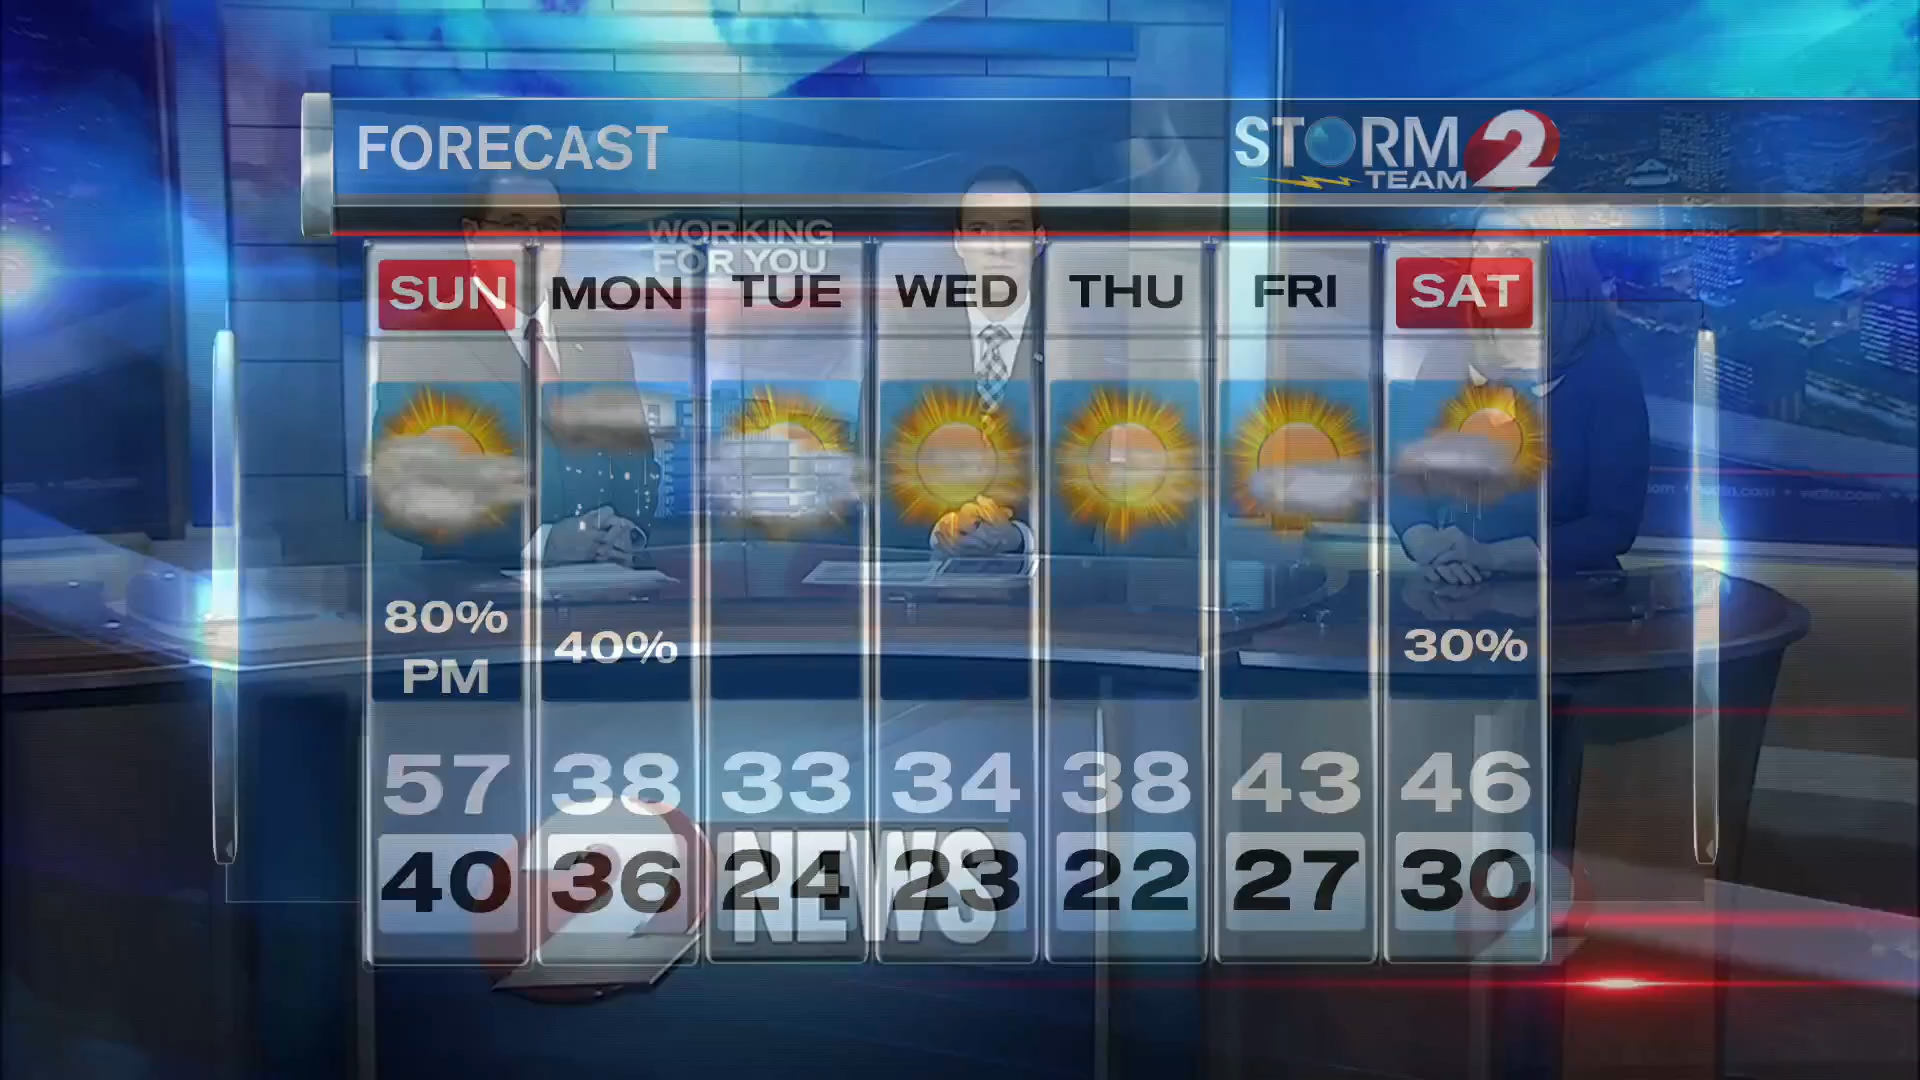 FORECAST
STORM
TEAM 2
WORKING
FOR YOU
SUN MON TUE WED THU FRI SAT
80%
PM
40%
30%
57 38 33 34 38 43 46
40 36 24 23 22 27 30
2 NEWS